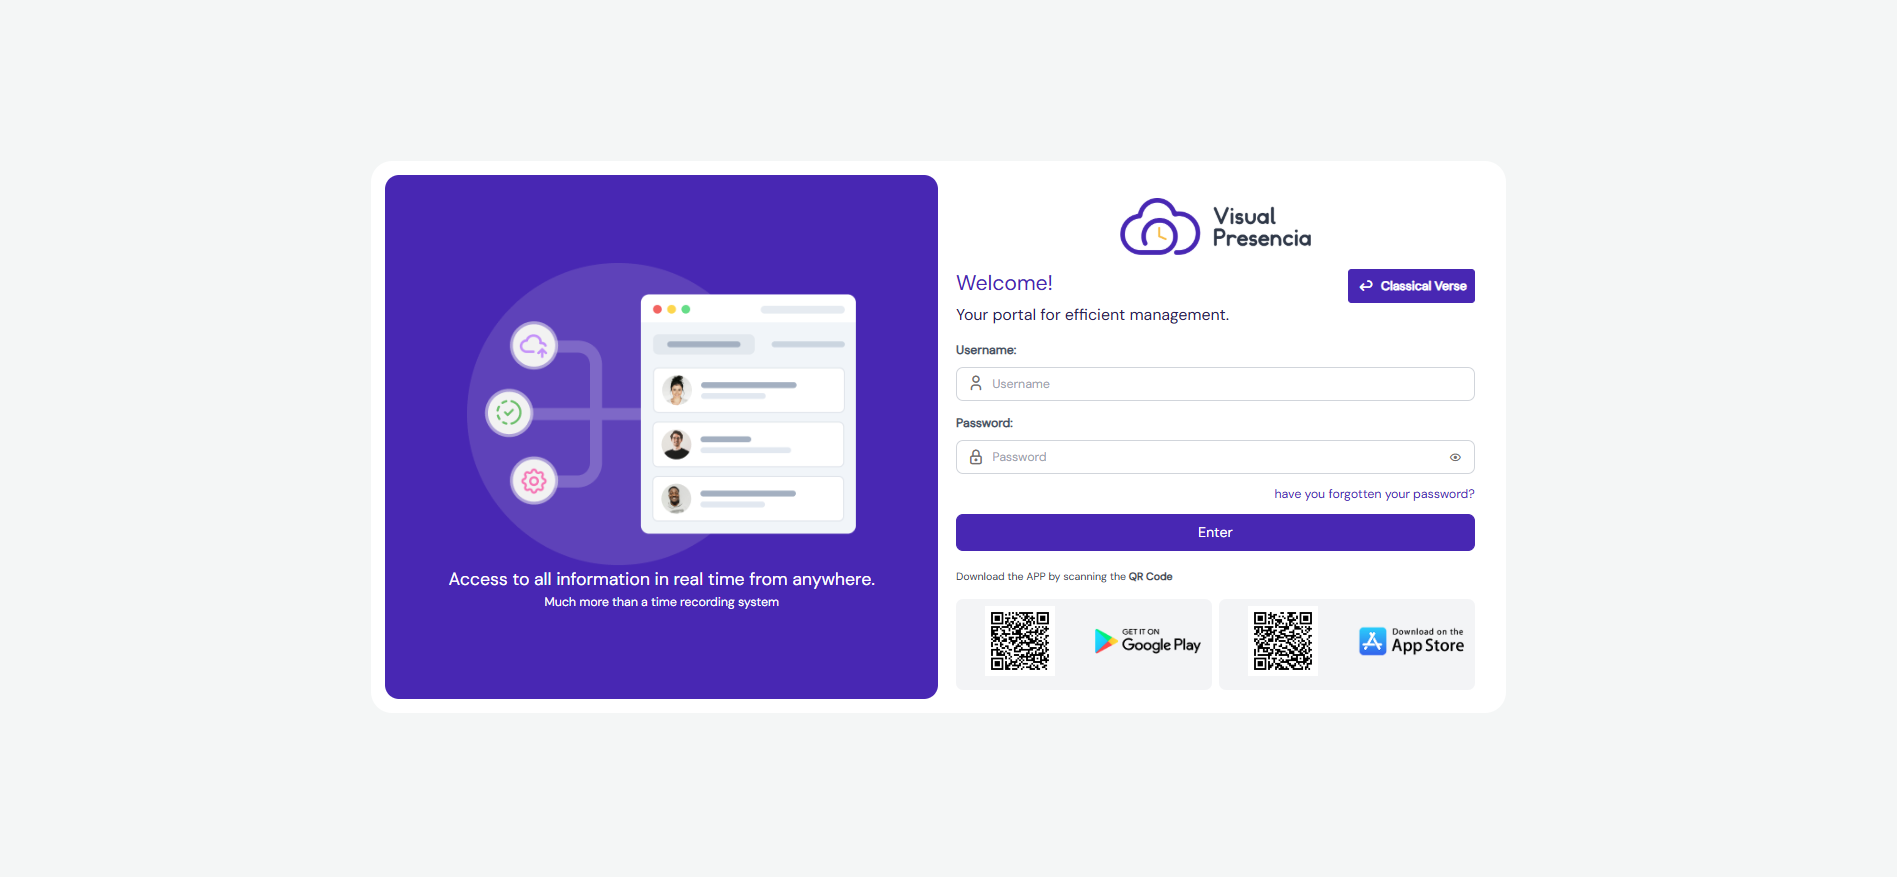 Access to all information in real time from anywhere.
Much more than a time recording system
Visual
Presencia
Welcome!
Classical Verse
Your portal for efficient management.
Username:
Username
Password:
Password
have you forgotten your password?
Enter
Download the APP by scanning the QR Code
GET IT ON
Google Play
Download on the
App Store